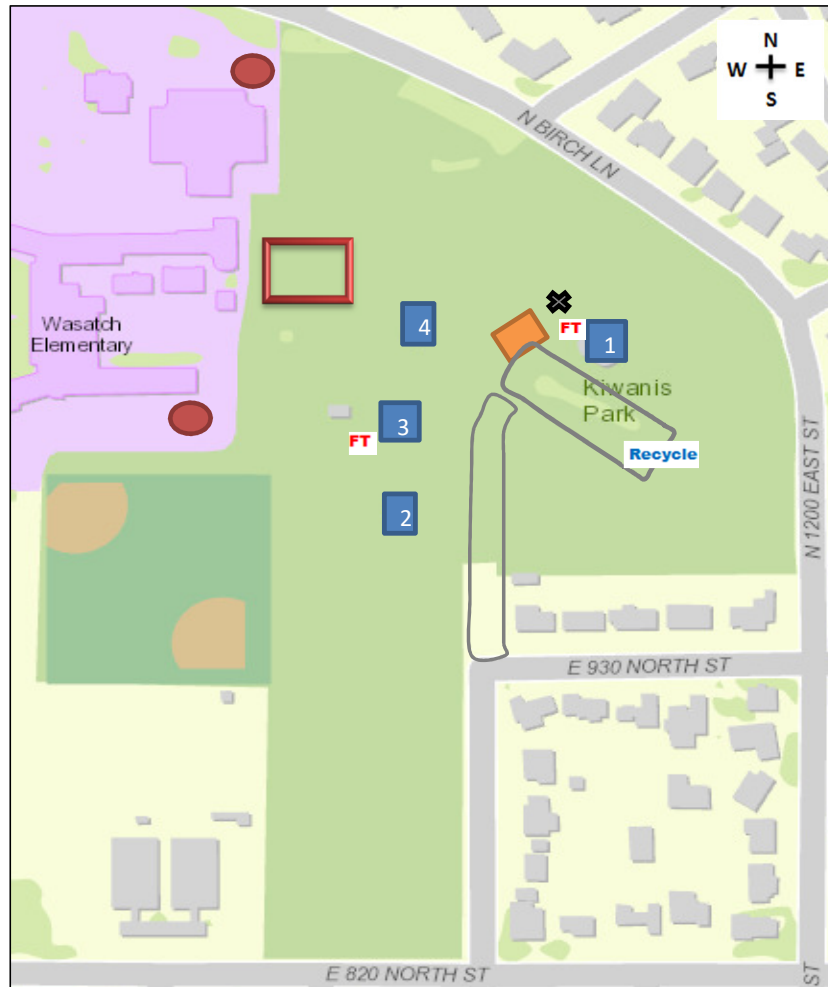 N
W E
S
N BIRCH LN
Wasatch
Elementary
4
FT
1
Kiwanis
Park
3
FT
Recycle
2
N 1200 EAST ST
E 930 NORTH ST
E 820 NORTH ST
ST